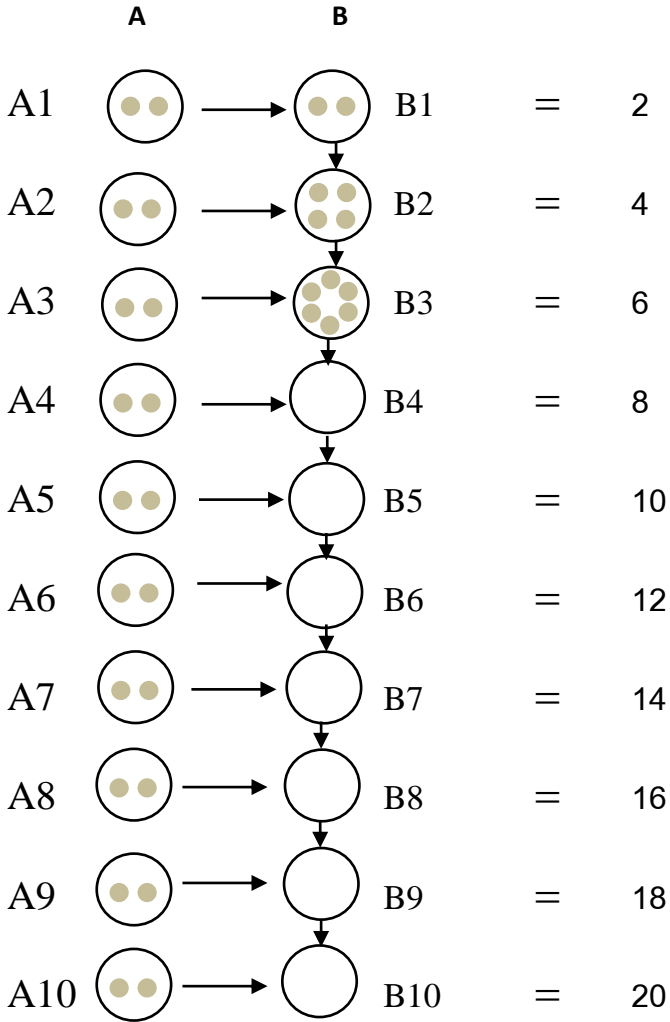 A B
A1 B1 = 2
A2 B2 = 4
A3 B3 = 6
A4 B4 = 8
A5 B5 = 10
A6 B6 = 12
A7 B7 = 14
A8 B8 = 16
A9 B9 = 18
A10 B10 = 20